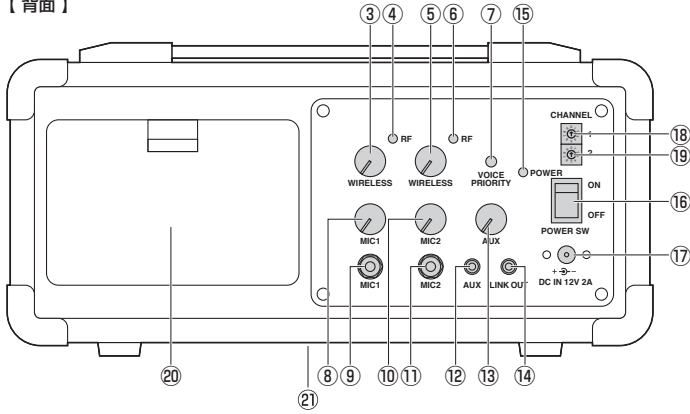 【 背面 】
③ ④ ⑤ ⑥ ⑦ ⑮
CHANNEL
RF RF
1 ⑱
2 ⑲
WIRELESS WIRELESS
VOICE
PRIORITY
POWER
ON
⑯
OFF
POWER SW
MIC1 MIC2 AUX
⑰
MIC1 MIC2 AUX LINK OUT
+ -
DC IN 12V 2A
⑳ ⑧ ⑨ ⑩ ⑪ ⑫ ⑬ ⑭
㉑